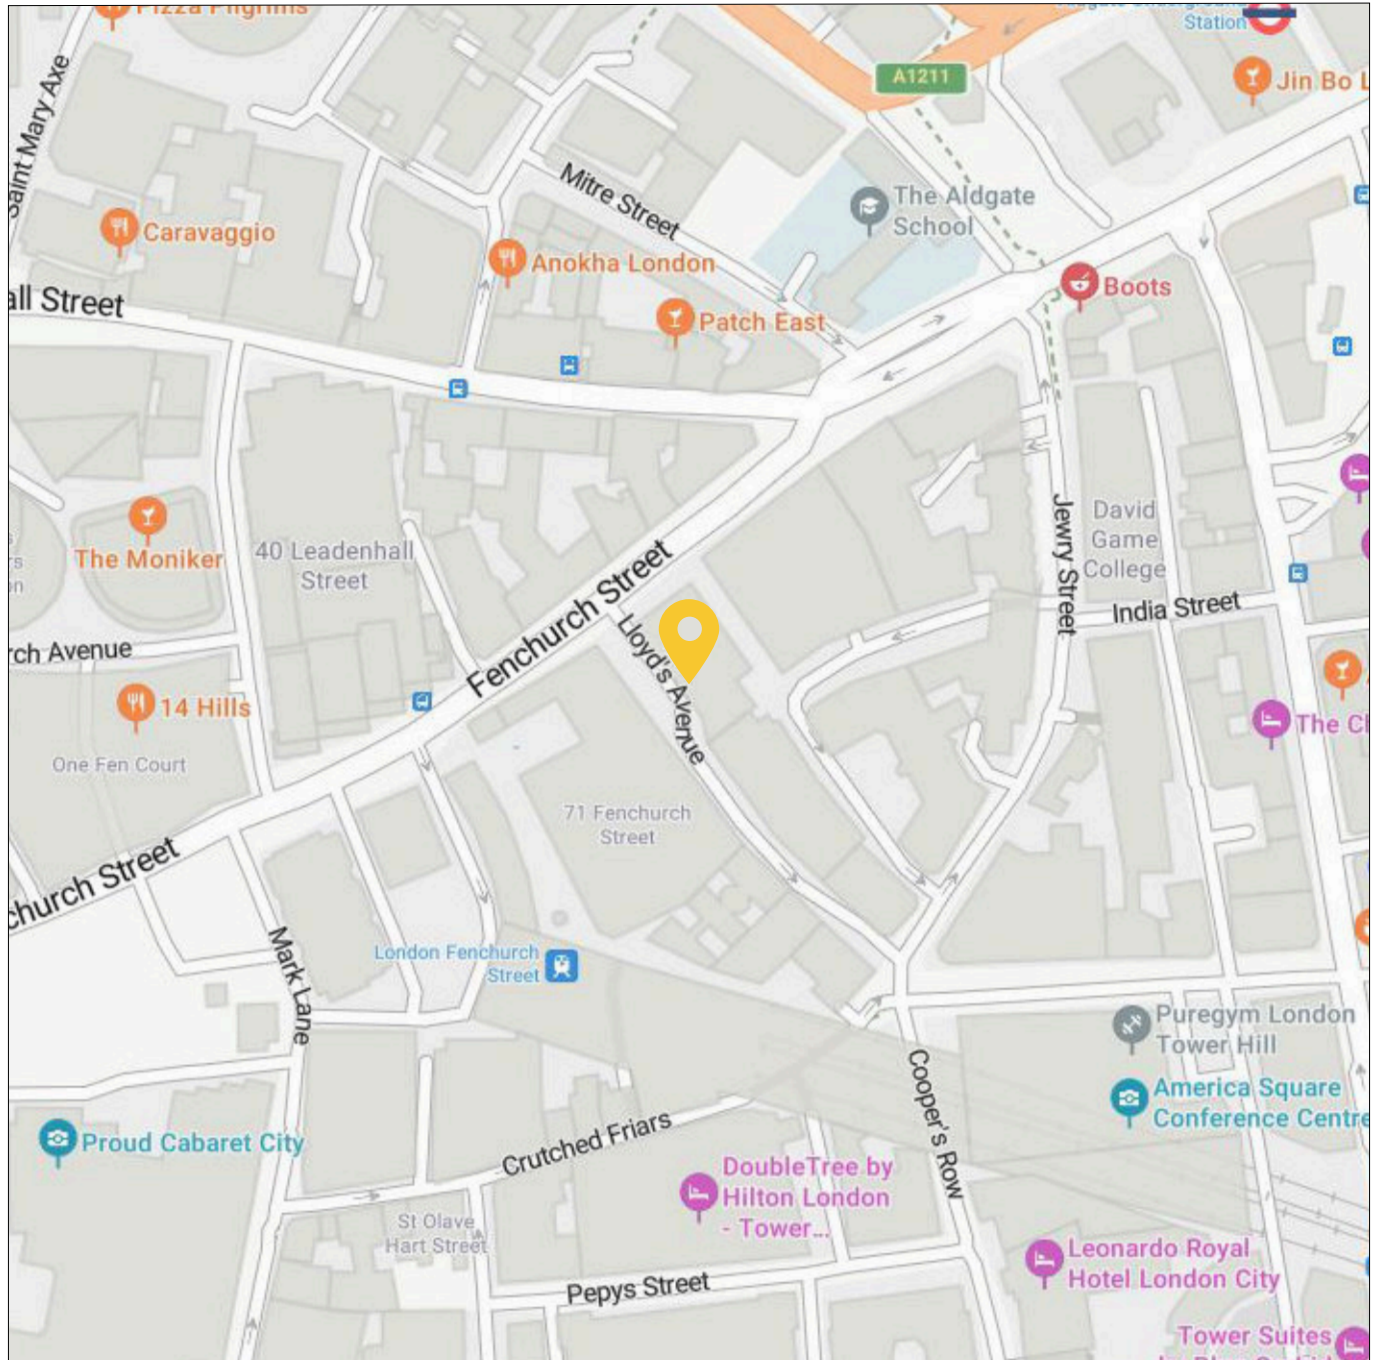 Pizza Pilgrims
Station
A1211
Jin Bo L
Saint Mary Axe
Mitre Street
The Aldgate
School
Caravaggio
Anokha London
Boots
all Street
Patch East
The Moniker
40 Leadenhall
Street
Fenchurch Street
Jewry Street
David
Game
College
India Street
rch Avenue
Lloyd's Avenue
14 Hills
The Ch
One Fen Court
71 Fenchurch
Street
church Street
Mark Lane
London Fenchurch
Street
Puregym London
Tower Hill
Cooper's Row
America Square
Conference Centre
Proud Cabaret City
Crutched Friars
DoubleTree by
Hilton London
- Tower...
St Olave
Hart Street
Leonardo Royal
Hotel London City
Pepys Street
Tower Suites